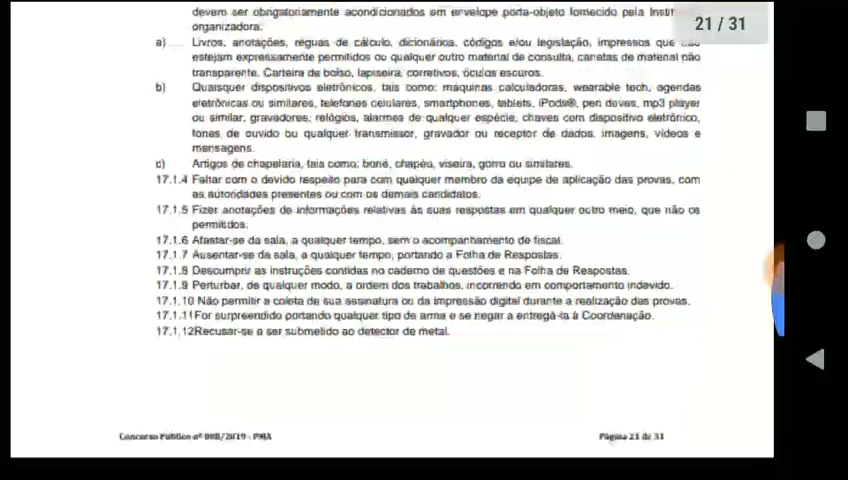 devem ser obrigatoriamente acondicionados em envelope porta-objeto fornecido pela
organizadora.
21 / 31
a) Livros, anotações, réguas de cálculo, dicionários, códigos e/ou legislação, impressos que não
estejam expressamente permitidos ou qualquer outro material de consulta, canetas de material não
transparente. Carteira de bolso, lapiseira, corretivos, óculos escuros.
b) Quaisquer dispositivos eletrônicos, tais como: máquinas calculadoras, wearable tech, agendas
eletrônicas ou similares, telefones celulares, smartphones, tablets, iPods®, pen drives, mp3 player
ou similar, gravadores, relógios, alarmes de qualquer espécie, chaves com dispositivo eletrônico,
fones de ouvido ou qualquer transmissor, gravador ou receptor de dados, imagens, vídeos e
mensagens.
c) Artigos de chapelaria, tais como: boné, chapéu, viseira, gorro ou similares.
17.1.4 Faltar com o devido respeito para com qualquer membro da equipe de aplicação das provas, com
as autoridades presentes ou com os demais candidatos.
17.1.5 Fizer anotações de informações relativas às suas respostas em qualquer outro meio, que não os
permitidos.
17.1.6 Afastar-se da sala, a qualquer tempo, sem o acompanhamento de fiscal.
17.1.7 Ausentar-se da sala, a qualquer tempo, portando a Folha de Respostas.
17.1.8 Descumprir as instruções contidas no caderno de questões e na Folha de Respostas.
17.1.9 Perturbar, de qualquer modo, a ordem dos trabalhos, incorrendo em comportamento indevido.
17.1.10 Não permitir a coleta de sua assinatura ou da impressão digital durante a realização das provas.
17.1.11For surpreendido portando qualquer tipo de arma e se negar a entregá-la à Coordenação.
17.1.12Recusar-se a ser submetido ao detector de metal.
Concurso Público nº 008/2019 - PMA
Página 21 de 31